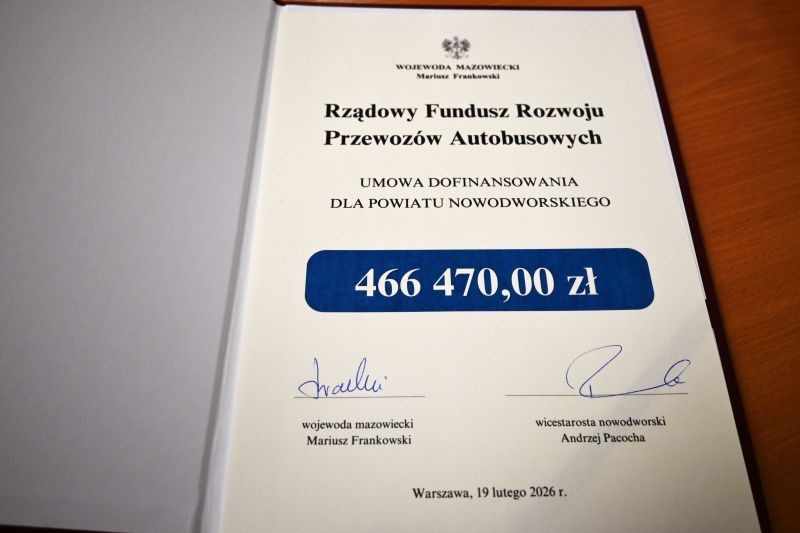 WOJEWODA MAZOWIECKI
Mariusz Frankowski
Rządowy Fundusz Rozwoju
Przewozów Autobusowych
UMOWA DOFINANSOWANIA
DLA POWIATU NOWODWORSKIEGO
466 470,00 zł
wojewoda mazowiecki
Mariusz Frankowski
wicestarosta nowodworski
Andrzej Pacocha
Warszawa, 19 lutego 2026 r.